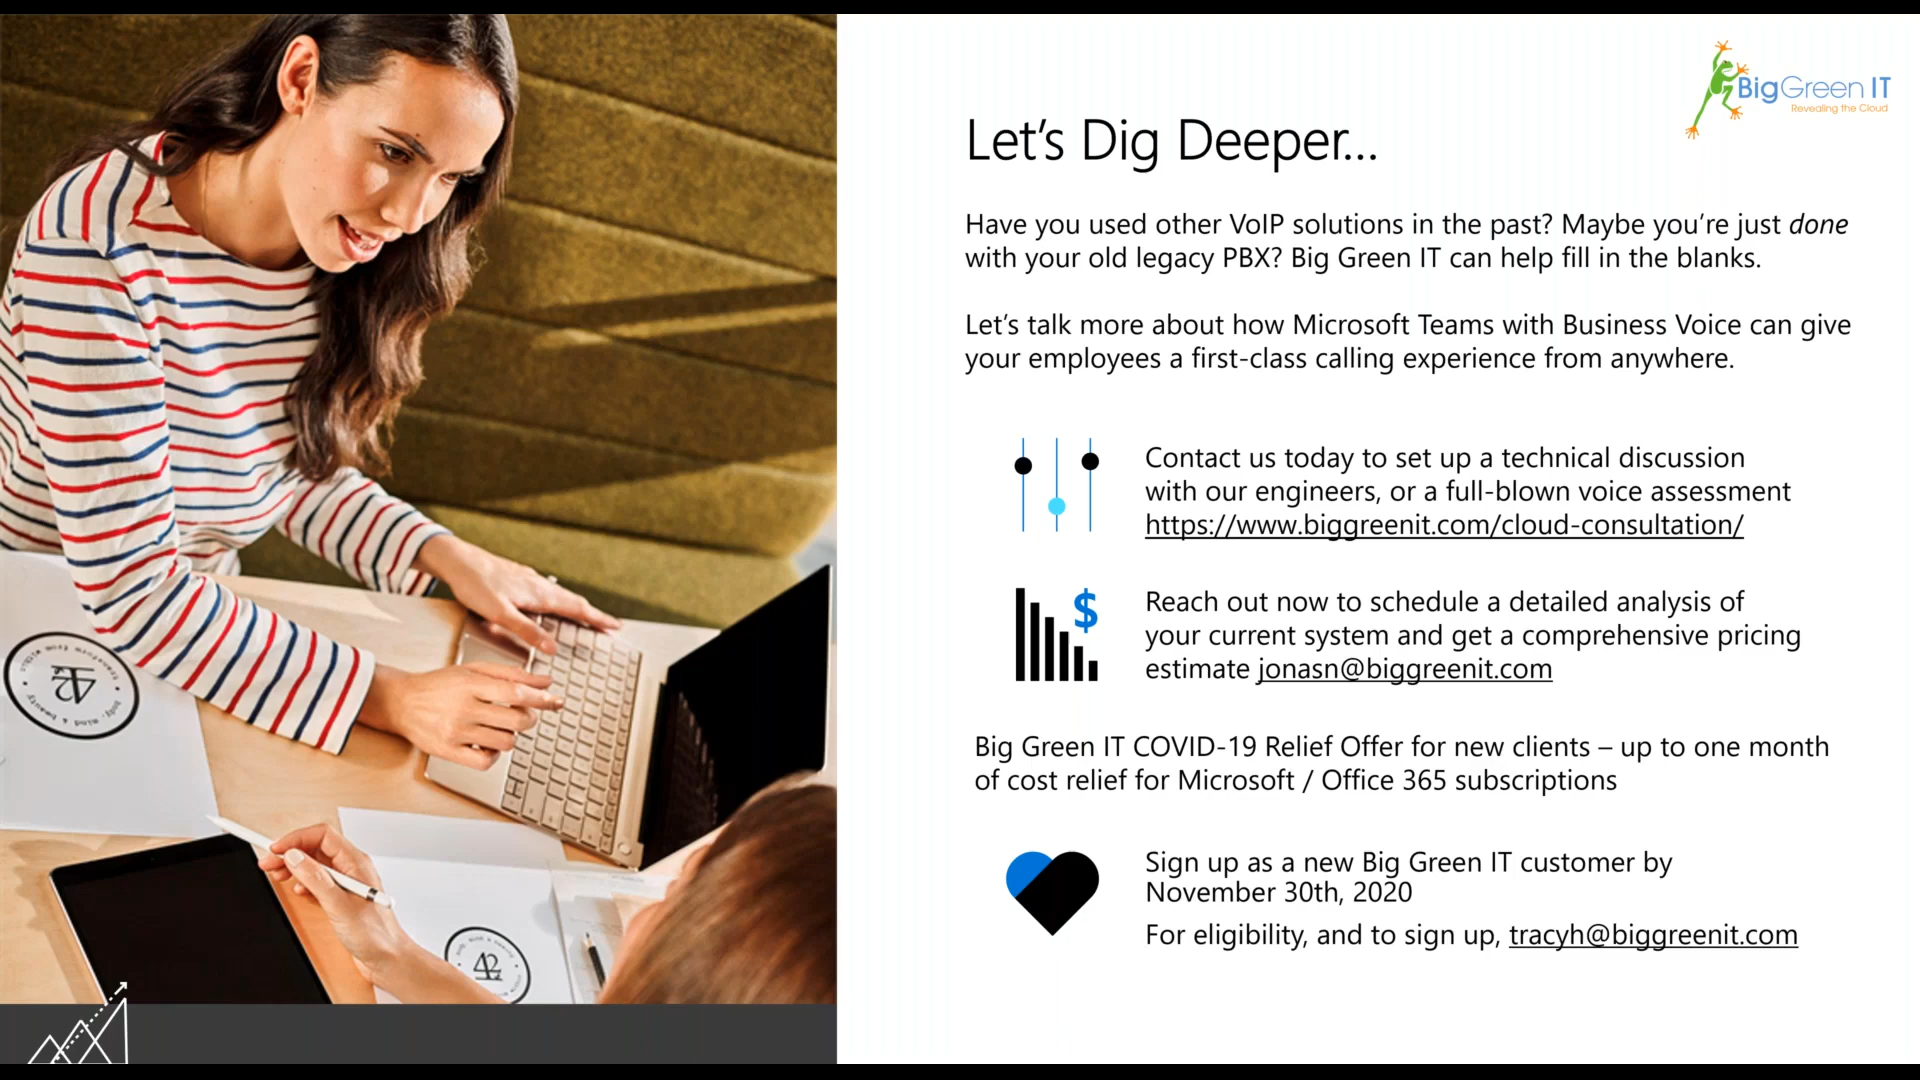 BigGreen IT
Revealing the Cloud
Let's Dig Deeper...
Have you used other VoIP solutions in the past? Maybe you're just done
with your old legacy PBX? Big Green IT can help fill in the blanks.
Let's talk more about how Microsoft Teams with Business Voice can give
your employees a first-class calling experience from anywhere.
Contact us today to set up a technical discussion
with our engineers, or a full-blown voice assessment
https://www.biggreenit.com/cloud-consultation/
$
Reach out now to schedule a detailed analysis of
your current system and get a comprehensive pricing
estimate jonasn@biggreenit.com
Big Green IT COVID-19 Relief Offer for new clients – up to one month
of cost relief for Microsoft / Office 365 subscriptions
Sign up as a new Big Green IT customer by
November 30th, 2020
For eligibility, and to sign up, tracyh@biggreenit.com
42
body, mind & beauty
42